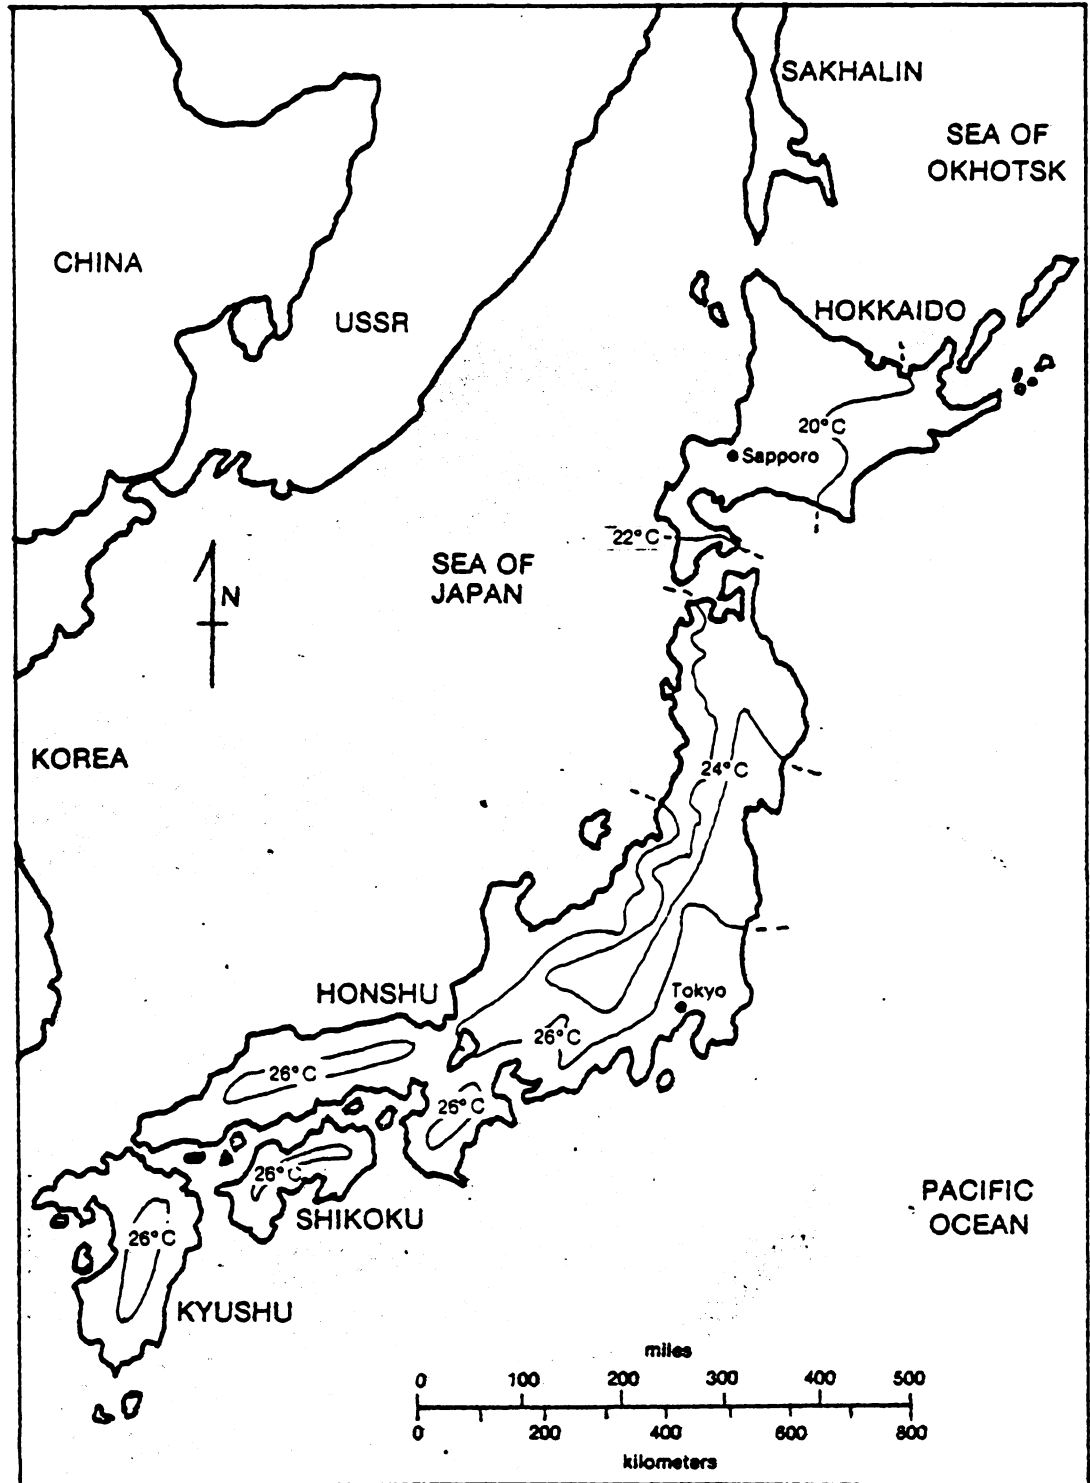 SAKHALIN
SEA OF
OKHOTSK
CHINA
USSR
HOKKAIDO
20°C
Sapporo
22°C
SEA OF
JAPAN
N
KOREA
24°C
HONSHU
Tokyo
26°C
26°C
26°C
26°C
SHIKOKU
PACIFIC
OCEAN
26°C
KYUSHU
miles
0 100 200 300 400 500
0 200 400 600 800
kilometers